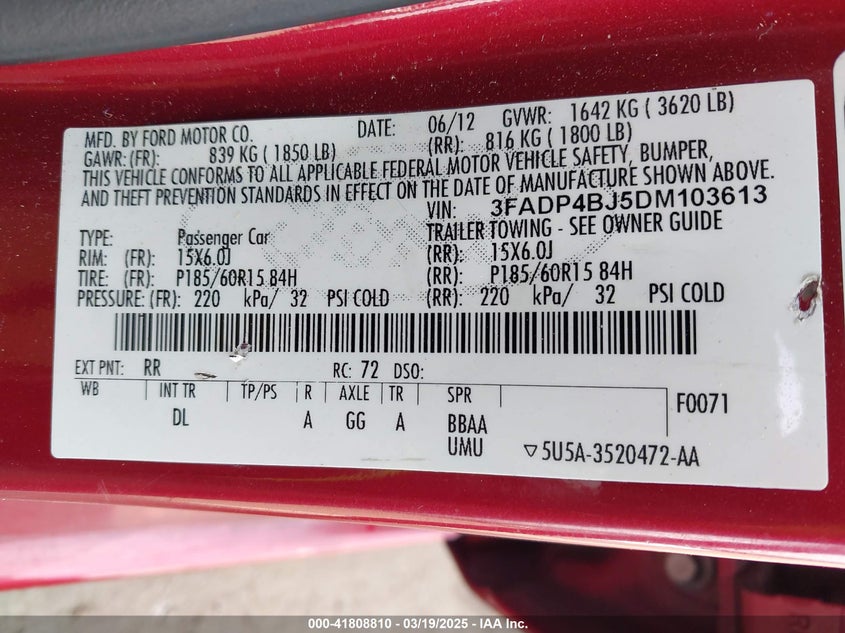 MFD. BY FORD MOTOR CO. DATE: 06/12 GVWR: 1642 KG ( 3620 LB)
GAWR: (FR): 839 KG ( 1850 LB) (RR): 816 KG ( 1800 LB)
THIS VEHICLE CONFORMS TO ALL APPLICABLE FEDERAL MOTOR VEHICLE SAFETY, BUMPER,
AND THEFT PREVENTION STANDARDS IN EFFECT ON THE DATE OF MANUFACTURE SHOWN ABOVE.
VIN: 3FADP4BJ5DM103613
TYPE: Passenger Car TRAILER TOWING - SEE OWNER GUIDE
RIM: (FR): 15X6.0J (RR): 15X6.0J
TIRE: (FR): P185/60R15 84H (RR): P185/60R15 84H
PRESSURE: (FR): 220 kPa/ 32 PSI COLD (RR): 220 kPa/ 32 PSI COLD
EXT PNT: RR RC: 72 DSO:
WB INT TR TP/PS R AXLE TR SPR F0071
DL A GG A BBAA
UMU ▽5U5A-3520472-AA
000-41808810 - 03/19/2025 - IAA Inc.